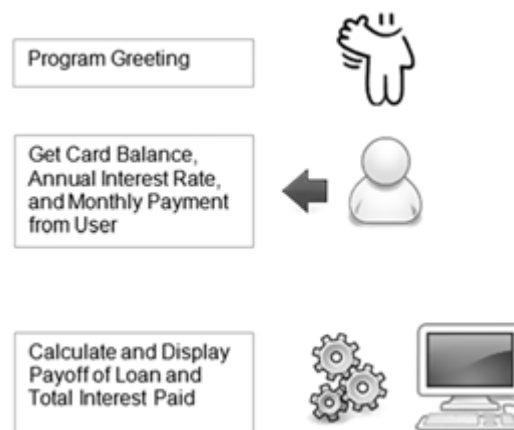 Program Greeting
Get Card Balance,
Annual Interest Rate,
and Monthly Payment
from User
Calculate and Display
Payoff of Loan and
Total Interest Paid